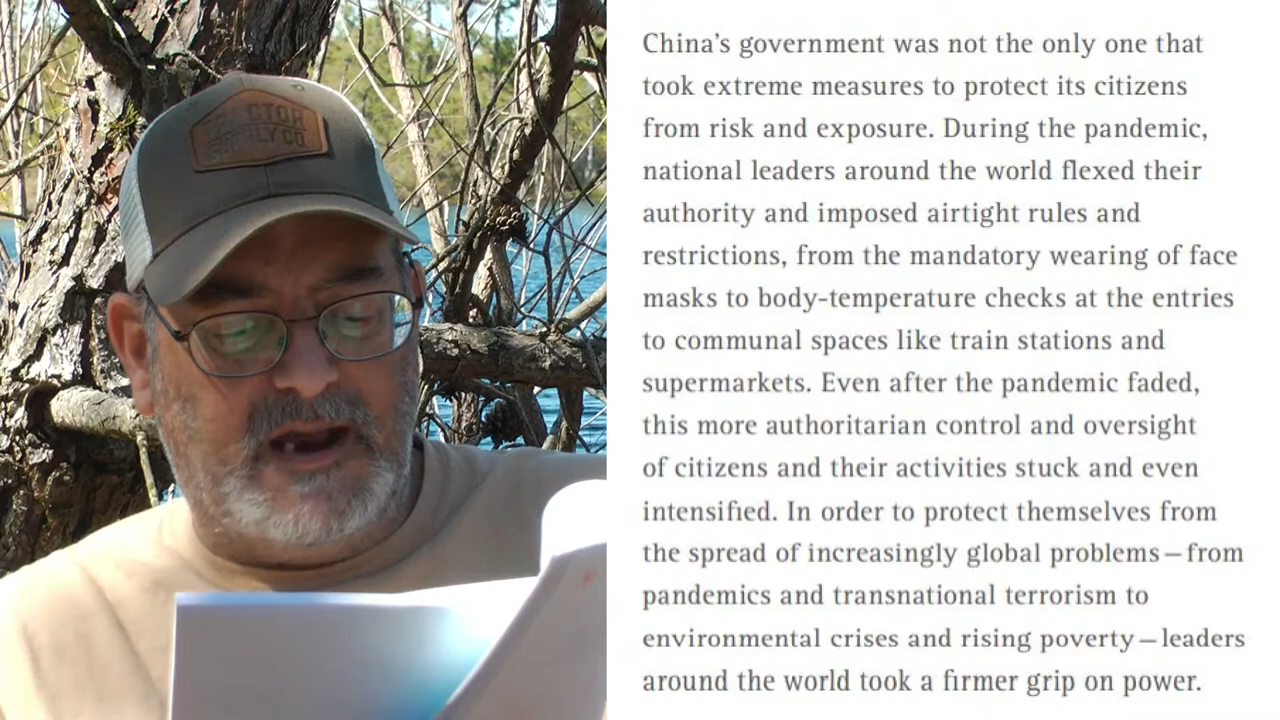 TRACTOR
SUPPLY CO
China's government was not the only one that
took extreme measures to protect its citizens
from risk and exposure. During the pandemic,
national leaders around the world flexed their
authority and imposed airtight rules and
restrictions, from the mandatory wearing of face
masks to body-temperature checks at the entries
to communal spaces like train stations and
supermarkets. Even after the pandemic faded,
this more authoritarian control and oversight
of citizens and their activities stuck and even
intensified. In order to protect themselves from
the spread of increasingly global problems—from
pandemics and transnational terrorism to
environmental crises and rising poverty—leaders
around the world took a firmer grip on power.